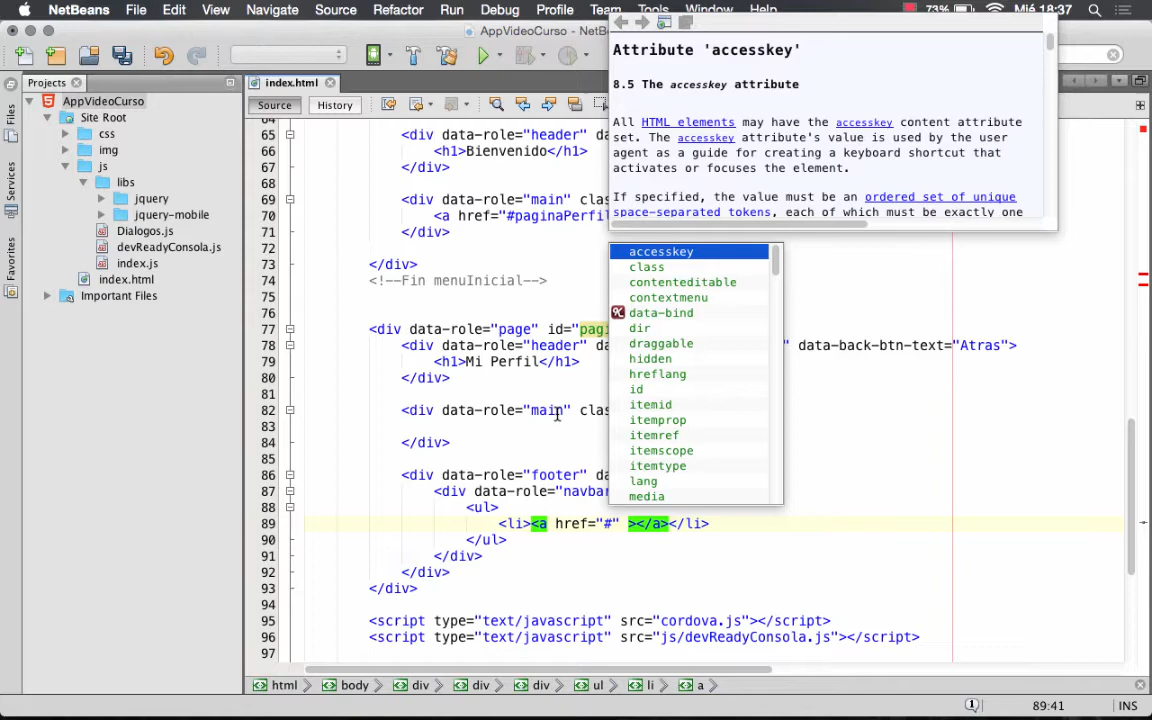 NetBeans File Edit View Navigate Source Refactor Run Debug Profile Team Tools Window Help 73% Mié 18:37
AppVideoCurso - NetB
Projects
index.html
Source History
AppVideoCurso
Site Root
css
img
js
libs
jquery
jquery-mobile
Dialogos.js
devReadyConsola.js
index.js
index.html
Important Files
Files
Services
Favorites
Attribute 'accesskey'
8.5 The accesskey attribute
All HTML elements may have the accesskey content attribute
set. The accesskey attribute's value is used by the user
agent as a guide for creating a keyboard shortcut that
activates or focuses the element.
If specified, the value must be an ordered set of unique
space-separated tokens, each of which must be exactly one
64
65 <div data-role="header" da
66 <h1>Bienvenido</h1>
67 </div>
68
69 <div data-role="main" clas
70 <a href="#paginaPerfil
71 </div>
72
73 </div>
74 <!--Fin menuInicial-->
75
76
77 <div data-role="page" id="pagi
78 <div data-role="header" da " data-back-btn-text="Atras">
79 <h1>Mi Perfil</h1>
80 </div>
81
82 <div data-role="main" clas
83
84 </div>
85
86 <div data-role="footer" da
87 <div data-role="navbar
88 <ul>
89 <li><a href="#" ></a></li>
90 </ul>
91 </div>
92 </div>
93 </div>
94
95 <script type="text/javascript" src="cordova.js"></script>
96 <script type="text/javascript" src="js/devReadyConsola.js"></script>
97
accesskey
class
contenteditable
contextmenu
data-bind
dir
draggable
hidden
hreflang
id
itemid
itemprop
itemref
itemscope
itemtype
lang
media
html body div div div ul li a
1 89:41 INS